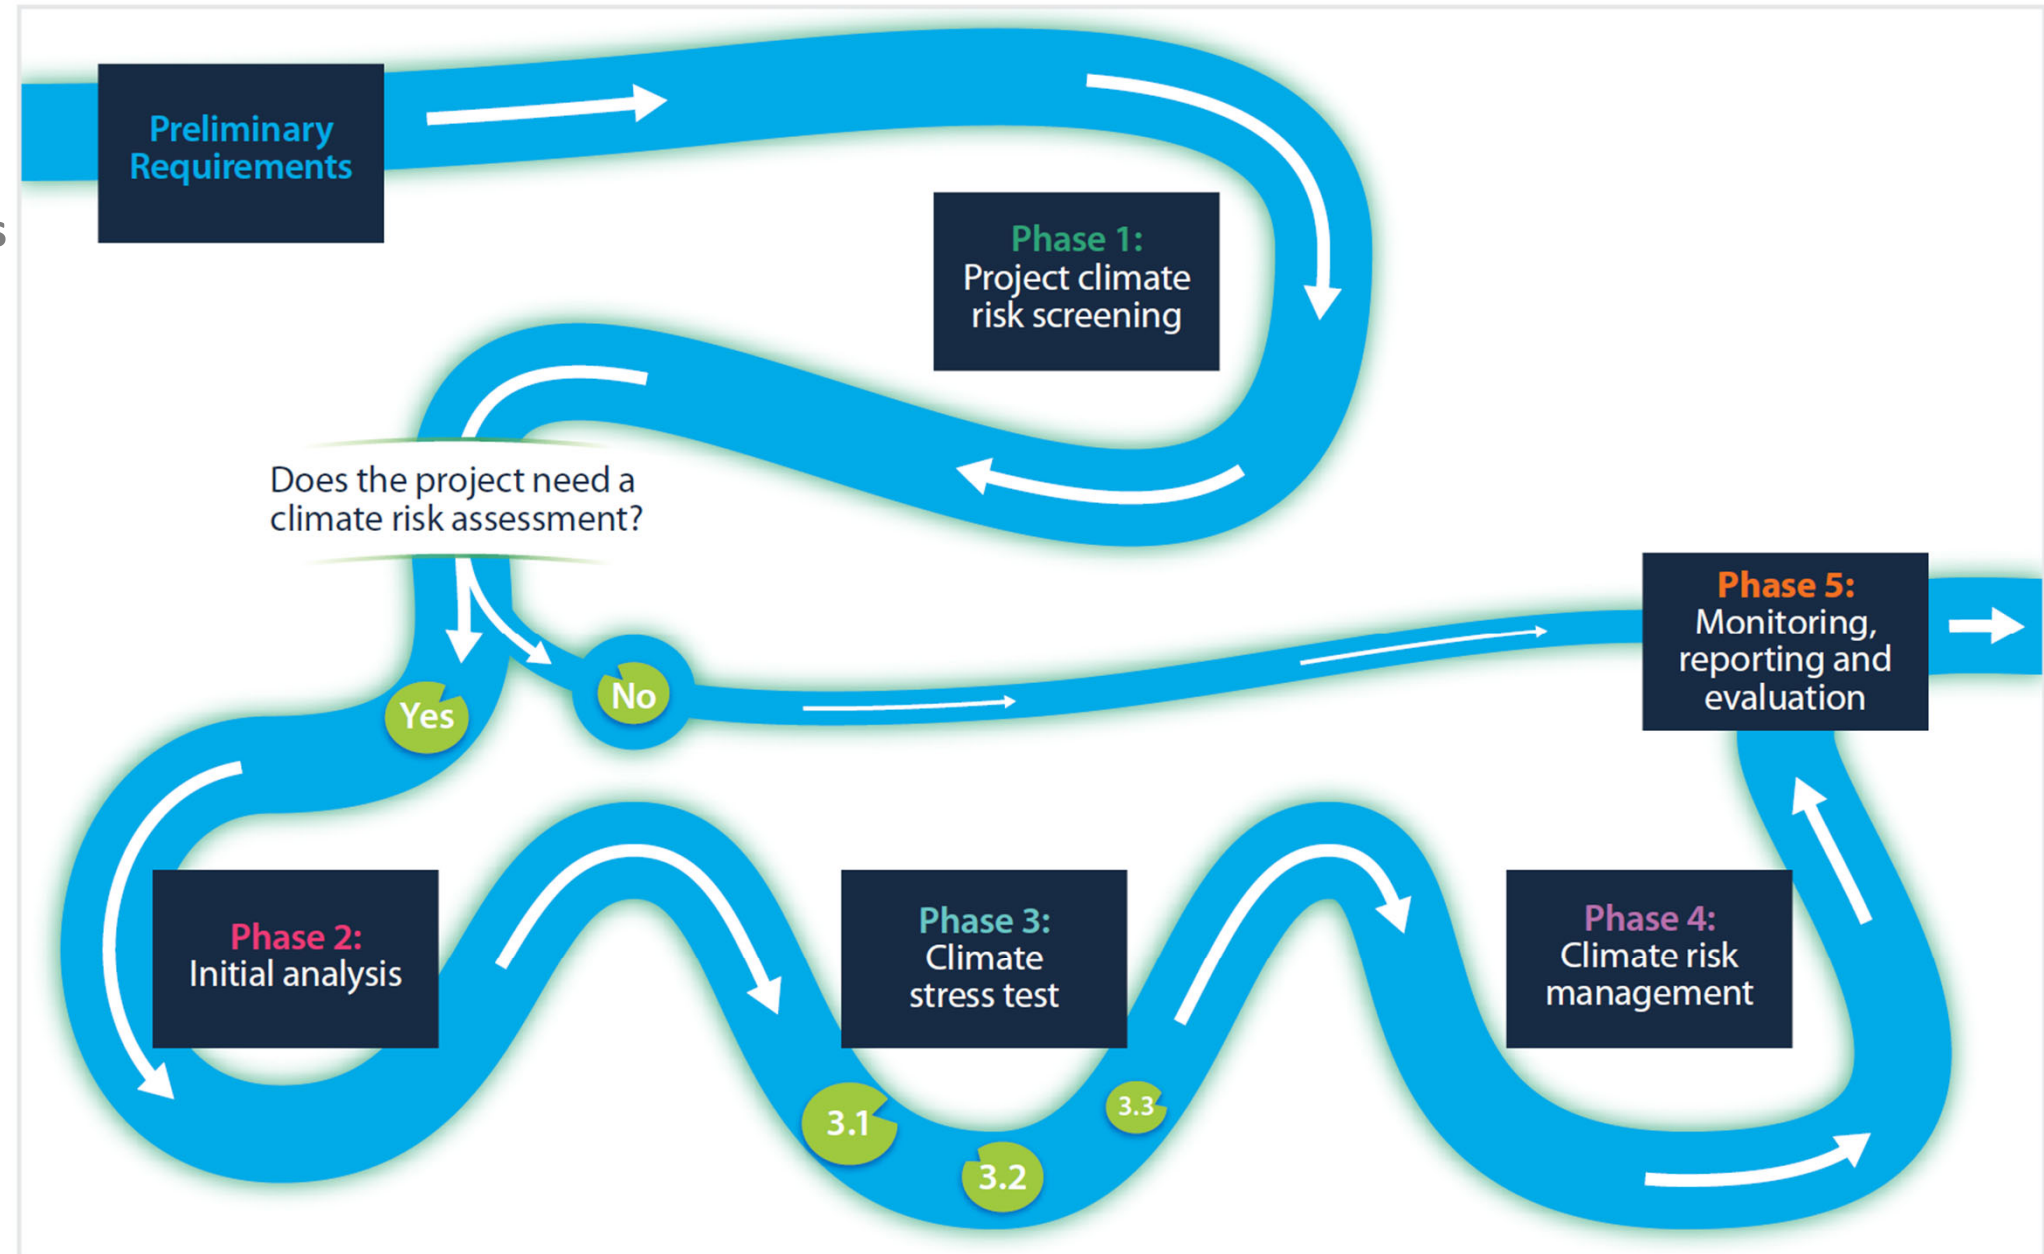 Preliminary
Requirements
s
Phase 1:
Project climate
risk screening
Does the project need a
climate risk assessment?
Yes
No
Phase 5:
Monitoring,
reporting and
evaluation
Phase 2:
Initial analysis
Phase 3:
Climate
stress test
3.1
3.2
3.3
Phase 4:
Climate risk
management